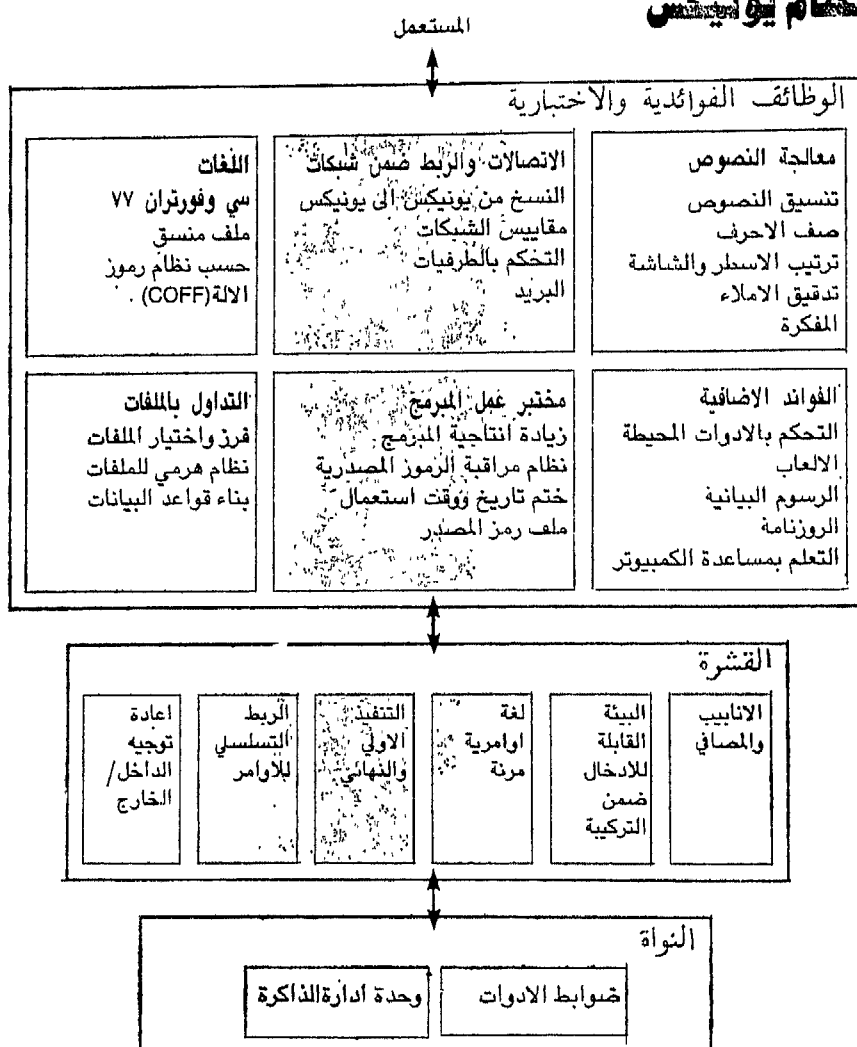 نظام يونيكس
المستعمل
الوظائف الفوائدية والاختبارية
معالجة النصوص
تنسيق النصوص
صف الاحرف
ترتيب الاسطر والشاشة
تدقيق الاملاء
المفكرة
الاتصالات والربط ضمن شبكات
النسخ من يونيكس الى يونيكس
مقاييس الشبكات
التحكم بالطرفيات
البريد
اللغات
سي وفورتران ٧٧
ملف منسق
حسب نظام رموز
الالة (COFF) .
الفوائد الاضافية
التحكم بالادوات المحيطة
الالعاب
الرسوم البيانية
الروزنامة
التعلم بمساعدة الكمبيوتر
مختبر عمل المبرمج
زيادة انتاجية المبرمج
نظام مراقبة الرموز المصدرية
ختم تاريخ ووقت استعمال
ملف رمز المصدر
التداول بالملفات
فرز واختيار الملفات
نظام هرمي للملفات
بناء قواعد البيانات
القشرة
الانابيب
والمصافي
البيئة
القابلة
للادخال
ضمن
التركيبة
لغة
اوامرية
مرنة
التنفيذ
الاولي
والنهائي
الربط
التسلسلي
للأوامر
اعادة
توجيه
الداخل/
الخارج
النواة
ضوابط الادوات
وحدة ادارة الذاكرة